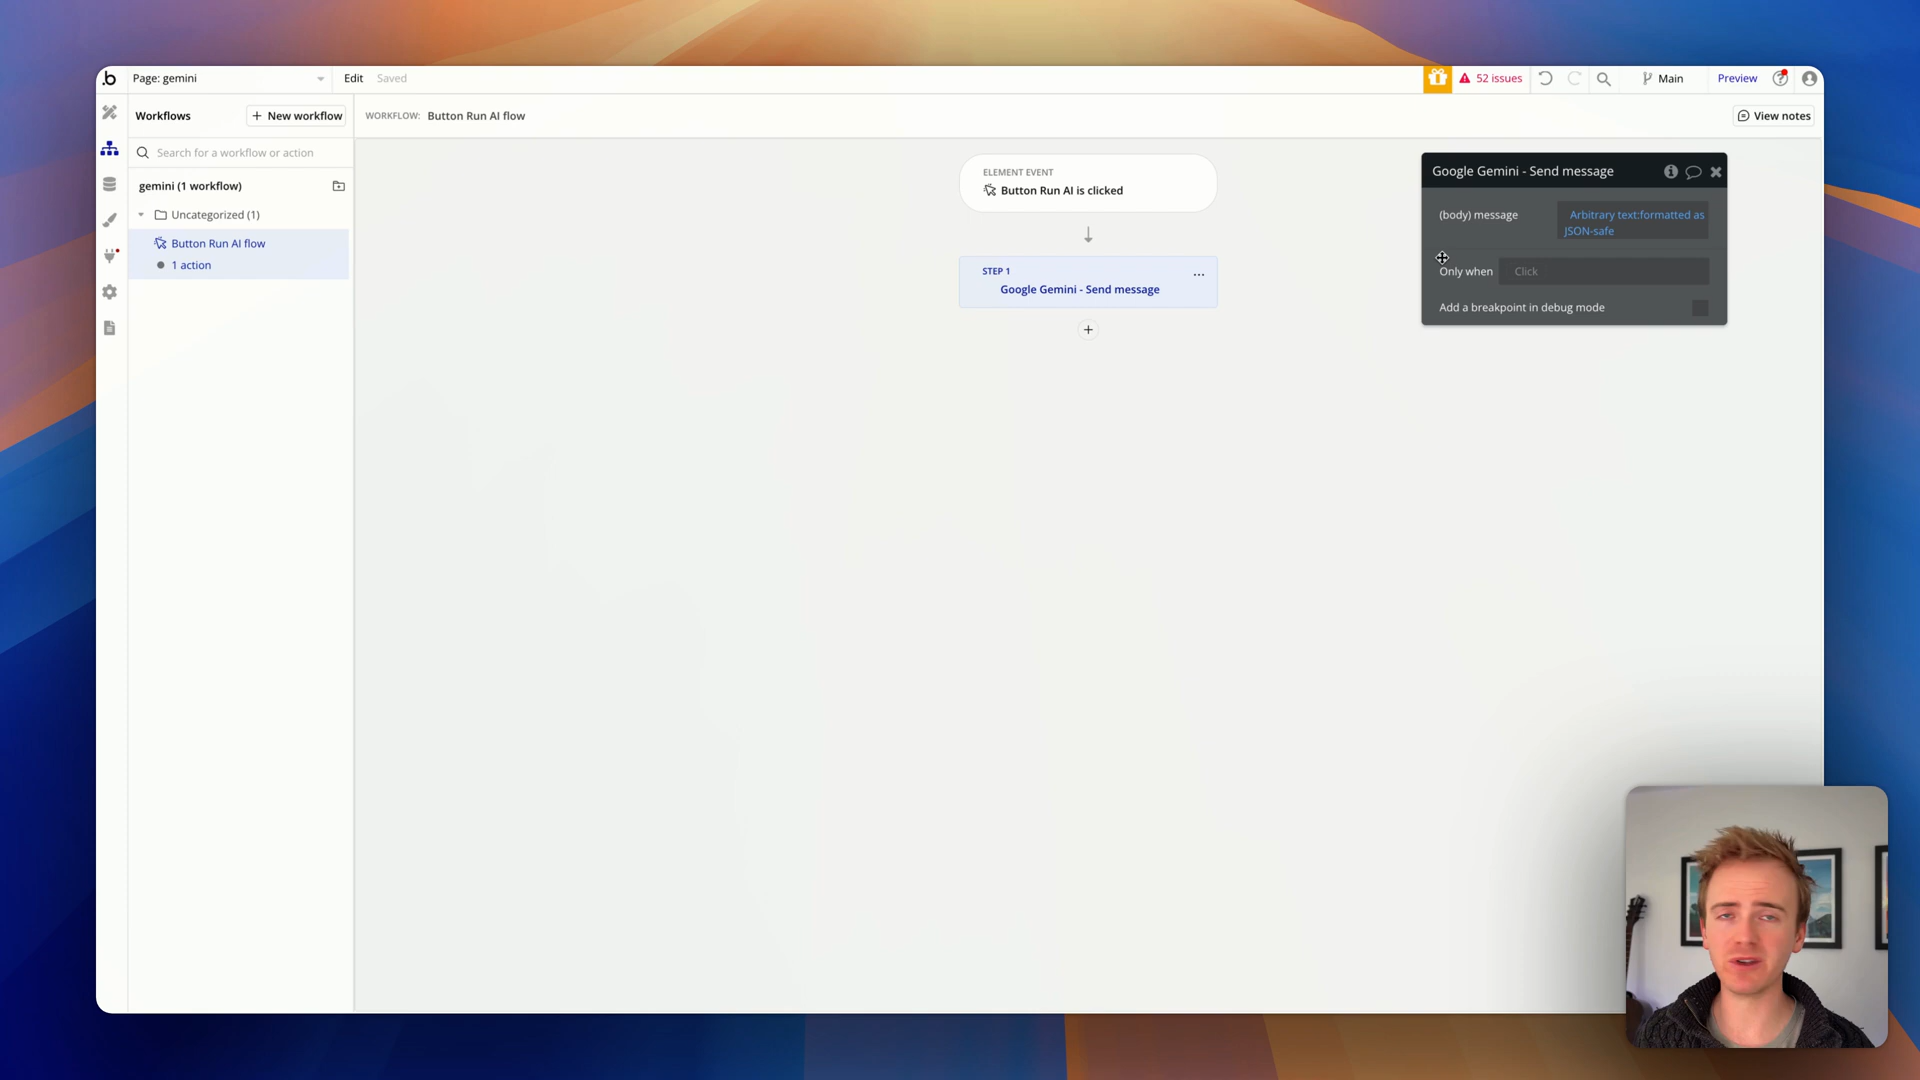 .b
Page: gemini
Edit
Saved
52 issues
Main
Preview
Workflows
+ New workflow
WORKFLOW: Button Run AI flow
View notes
Search for a workflow or action
gemini (1 workflow)
Uncategorized (1)
Button Run AI flow
1 action
ELEMENT EVENT
Button Run AI is clicked
STEP 1
...
Google Gemini - Send message
Google Gemini - Send message
(body) message
Arbitrary text:formatted as
JSON-safe
Only when
Click
Add a breakpoint in debug mode